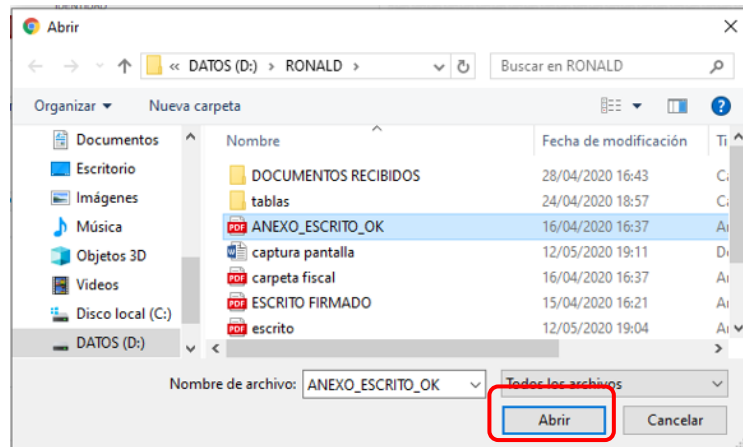 IDENTIDAD
Abrir
« DATOS (D:) > RONALD >
Buscar en RONALD
Organizar
Nueva carpeta
Nombre
Fecha de modificación
Documentos
Escritorio
Imágenes
Música
Objetos 3D
Videos
Disco local (C:)
DATOS (D:)
DOCUMENTOS RECIBIDOS 28/04/2020 16:43
tablas 24/04/2020 18:57
ANEXO_ESCRITO_OK 16/04/2020 16:37
captura pantalla 12/05/2020 19:11
carpeta fiscal 16/04/2020 16:37
ESCRITO FIRMADO 15/04/2020 16:21
escrito 12/05/2020 19:04
Nombre de archivo: ANEXO_ESCRITO_OK
Todos los archivos
Abrir
Cancelar